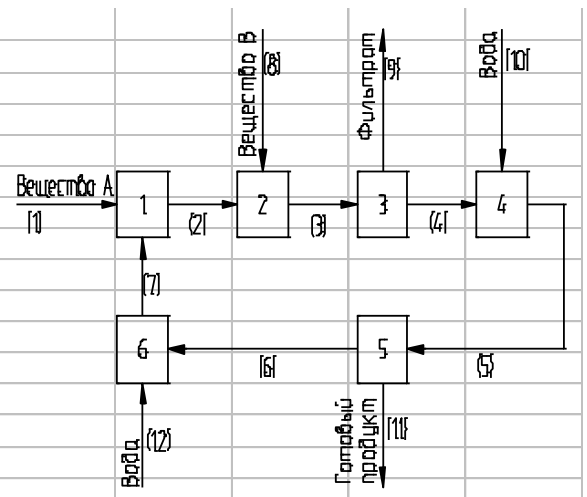 Вещество В
(8)
Фильтрат
(9)
Вода
(10)
Вещество А
(1)
1
(2)
2
(3)
3
(4)
4
(7)
6
(6)
5
(5)
Вода
(12)
Готовый
продукт
(11)